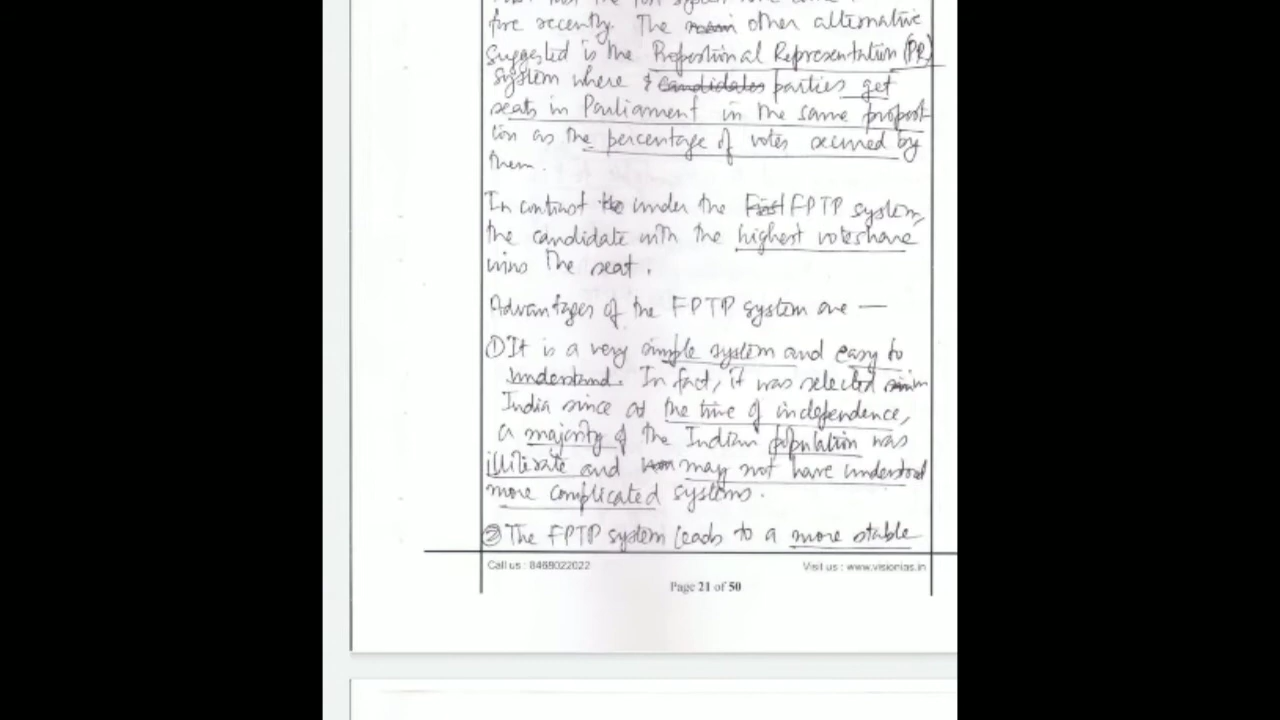 fire recently. The other alternative
suggested is the Propotional Representation (PR)
system where parties get
seats in Parliament in the same propost-
ion as the percentage of votes secured by
them.
In contrast under the FPTP system,
the candidate with the highest voteshare
wins the seat.
Advantages of the FPTP system are —
① It is a very simple system and easy to
understand. In fact, it was selected in
India since at the time of independence,
a majority of the Indian population was
illiterate and may not have understood
more complicated systems.
② The FPTP system leads to a more stable
Call us : 8468022022 Visit us : www.visionias.in
Page 21 of 50